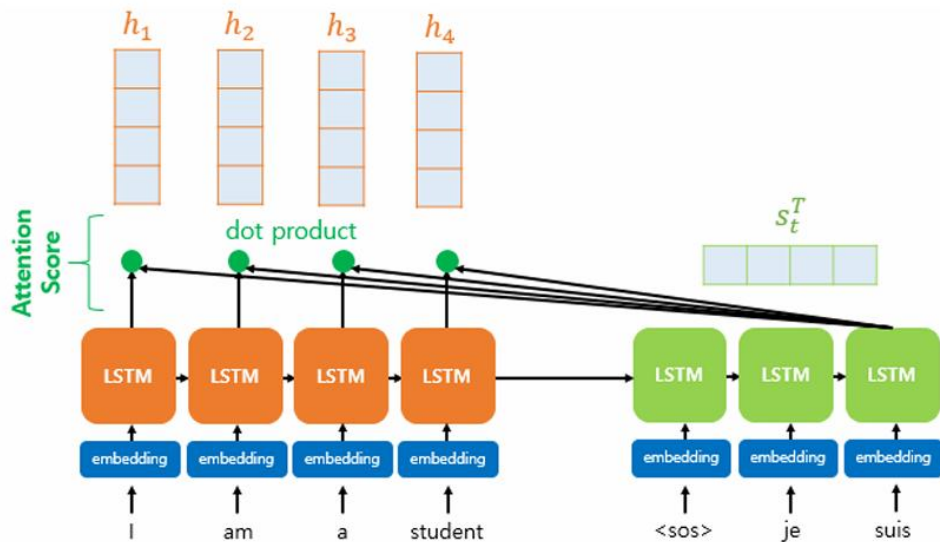 h₁ h₂ h₃ h₄
Attention
Score
dot product
sₜᵀ
LSTM LSTM LSTM LSTM LSTM LSTM LSTM
embedding embedding embedding embedding embedding embedding embedding
I am a student <sos> je suis